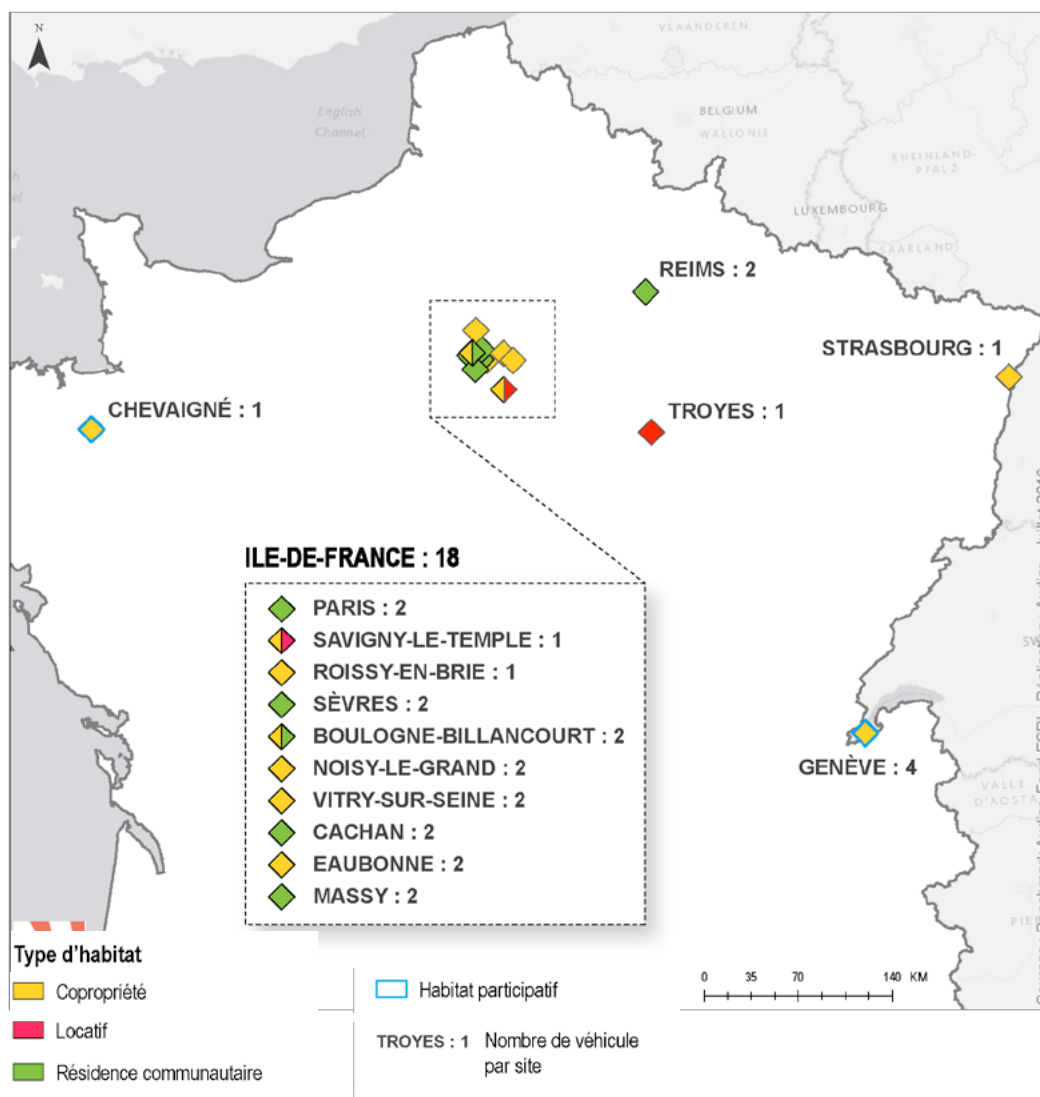 N
VLAANDEREN
English
Channel
BELGIUM
WALLONIE
RHEINLAND-
PFALZ
LUXEMBOURG
SAARLAND
REIMS : 2
STRASBOURG : 1
CHEVAIGNÉ : 1
TROYES : 1
ILE-DE-FRANCE : 18
PARIS : 2
SAVIGNY-LE-TEMPLE : 1
ROISSY-EN-BRIE : 1
SÈVRES : 2
BOULOGNE-BILLANCOURT : 2
NOISY-LE-GRAND : 2
VITRY-SUR-SEINE : 2
CACHAN : 2
EAUBONNE : 2
MASSY : 2
GENÈVE : 4
VALLE
D'AOSTA
Type d'habitat
Copropriété
Locatif
Résidence communautaire
Habitat participatif
TROYES : 1 Nombre de véhicule
par site
0 35 70 140 KM